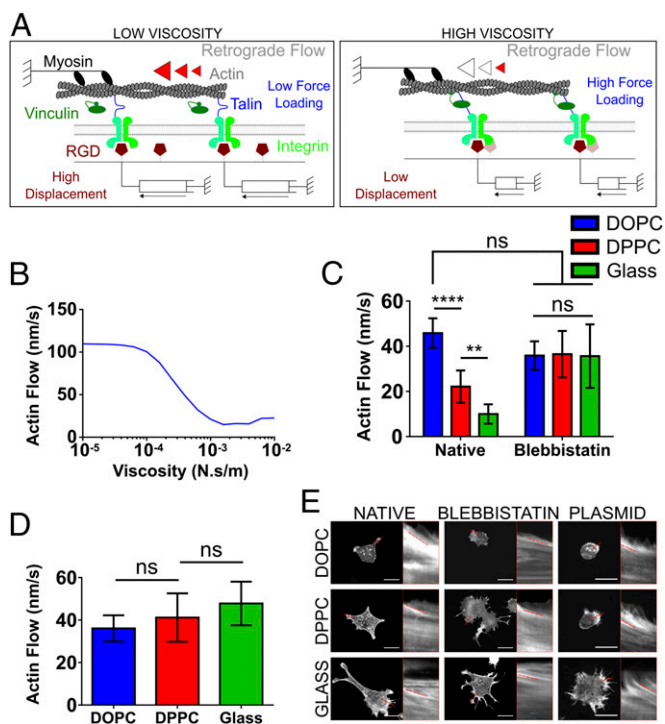 A
LOW VISCOSITY
HIGH VISCOSITY
Myosin
Retrograde Flow
Actin
Low Force
Loading
Vinculin
Talin
RGD
Integrin
High
Displacement
Retrograde Flow
High Force
Loading
Low
Displacement
DOPC
DPPC
Glass
B
Actin Flow (nm/s)
150
100
50
0
10-5
10-4
10-3
10-2
Viscosity (N.s/m)
C
Actin Flow (nm/s)
60
40
20
0
ns
****
**
ns
Native
Blebbistatin
D
Actin Flow (nm/s)
60
40
20
0
ns
ns
DOPC
DPPC
Glass
E
NATIVE
BLEBBISTATIN
PLASMID
DOPC
DPPC
GLASS